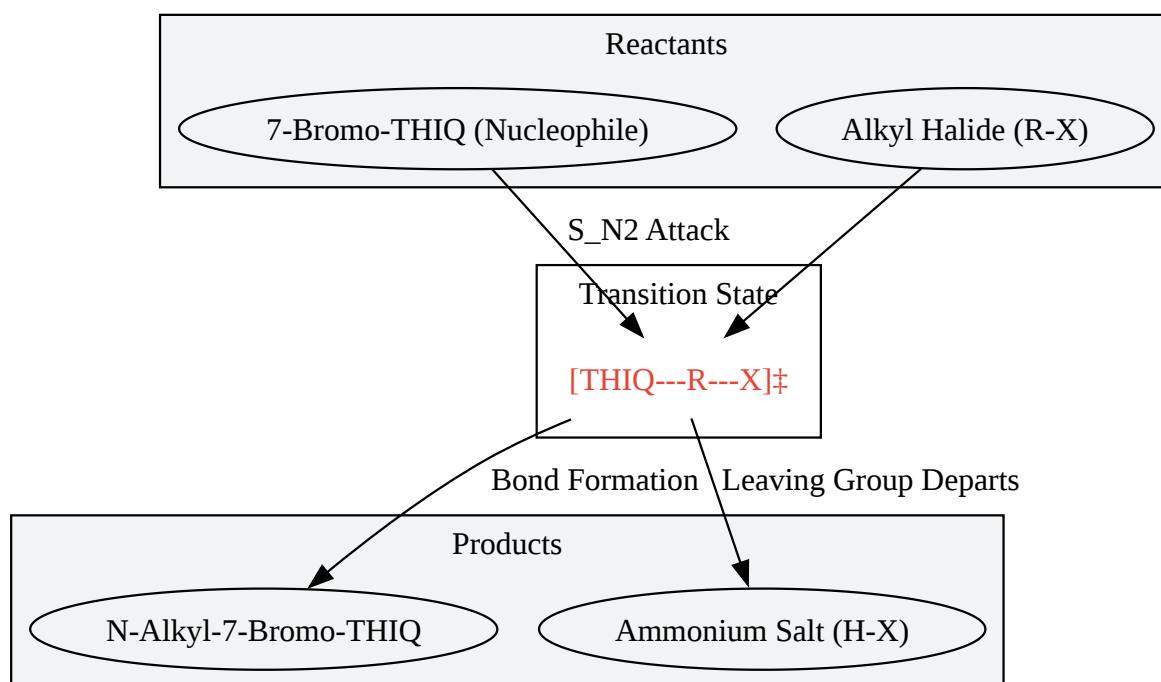 Reactants
7-Bromo-THIQ (Nucleophile)
Alkyl Halide (R-X)
S_N2 Attack
Transition State
[THIQ---R---X]‡
Bond Formation
Leaving Group Departs
Products
N-Alkyl-7-Bromo-THIQ
Ammonium Salt (H-X)